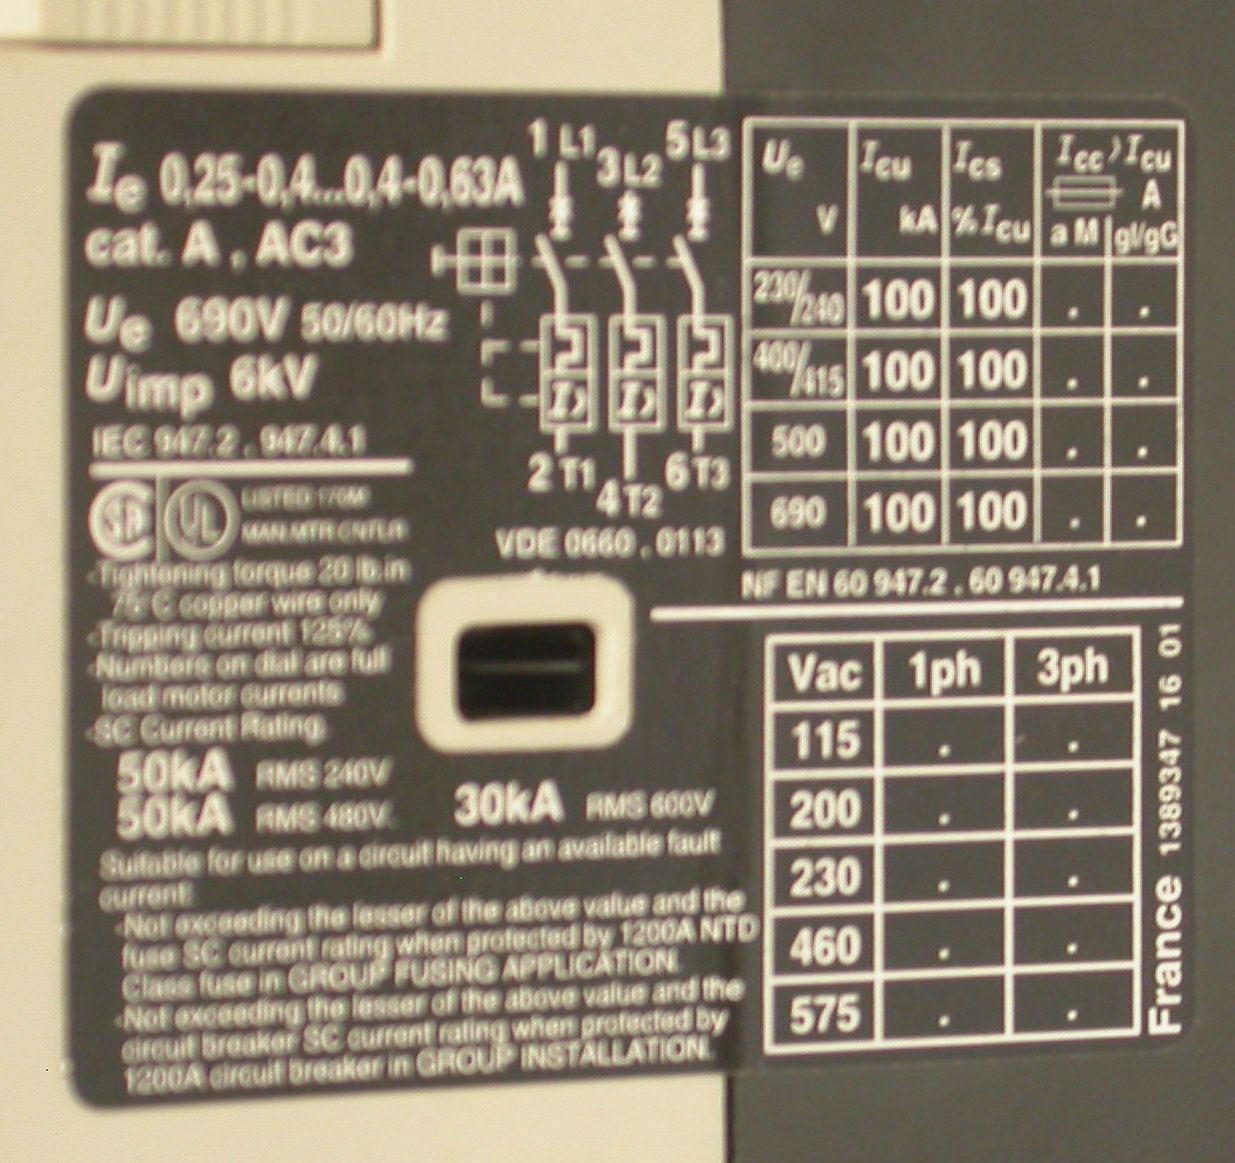 Ie 0,25-0,4...0,4-0,63A
cat. A , AC3
Ue 690V 50/60Hz
Uimp 6kV
IEC 947.2 . 947.4.1
SA UL LISTED 170M
MAN.MTR CNTLR
-Tightening torque 20 lb.in
75°C copper wire only
-Tripping current 125%
-Numbers on dial are full
load motor currents
-SC Current Rating
50kA RMS 240V
50kA RMS 480V 30kA RMS 600V
Suitable for use on a circuit having an available fault
current:
-Not exceeding the lesser of the above value and the
fuse SC current rating when protected by 1200A NTD
Class fuse in GROUP FUSING APPLICATION.
-Not exceeding the lesser of the above value and the
circuit breaker SC current rating when protected by
1200A circuit breaker in GROUP INSTALLATION.
1 L1 3 L2 5 L3
I> I> I>
2 T1 4 T2 6 T3
VDE 0660 . 0113
Ue V Icu kA Ics % Icu Icc > Icu A
a M gI/gG
230/240 100 100 . .
400/415 100 100 . .
500 100 100 . .
690 100 100 . .
NF EN 60 947.2 . 60 947.4.1
Vac 1ph 3ph
115 . .
200 . .
230 . .
460 . .
575 . .
France 1389347 16 01